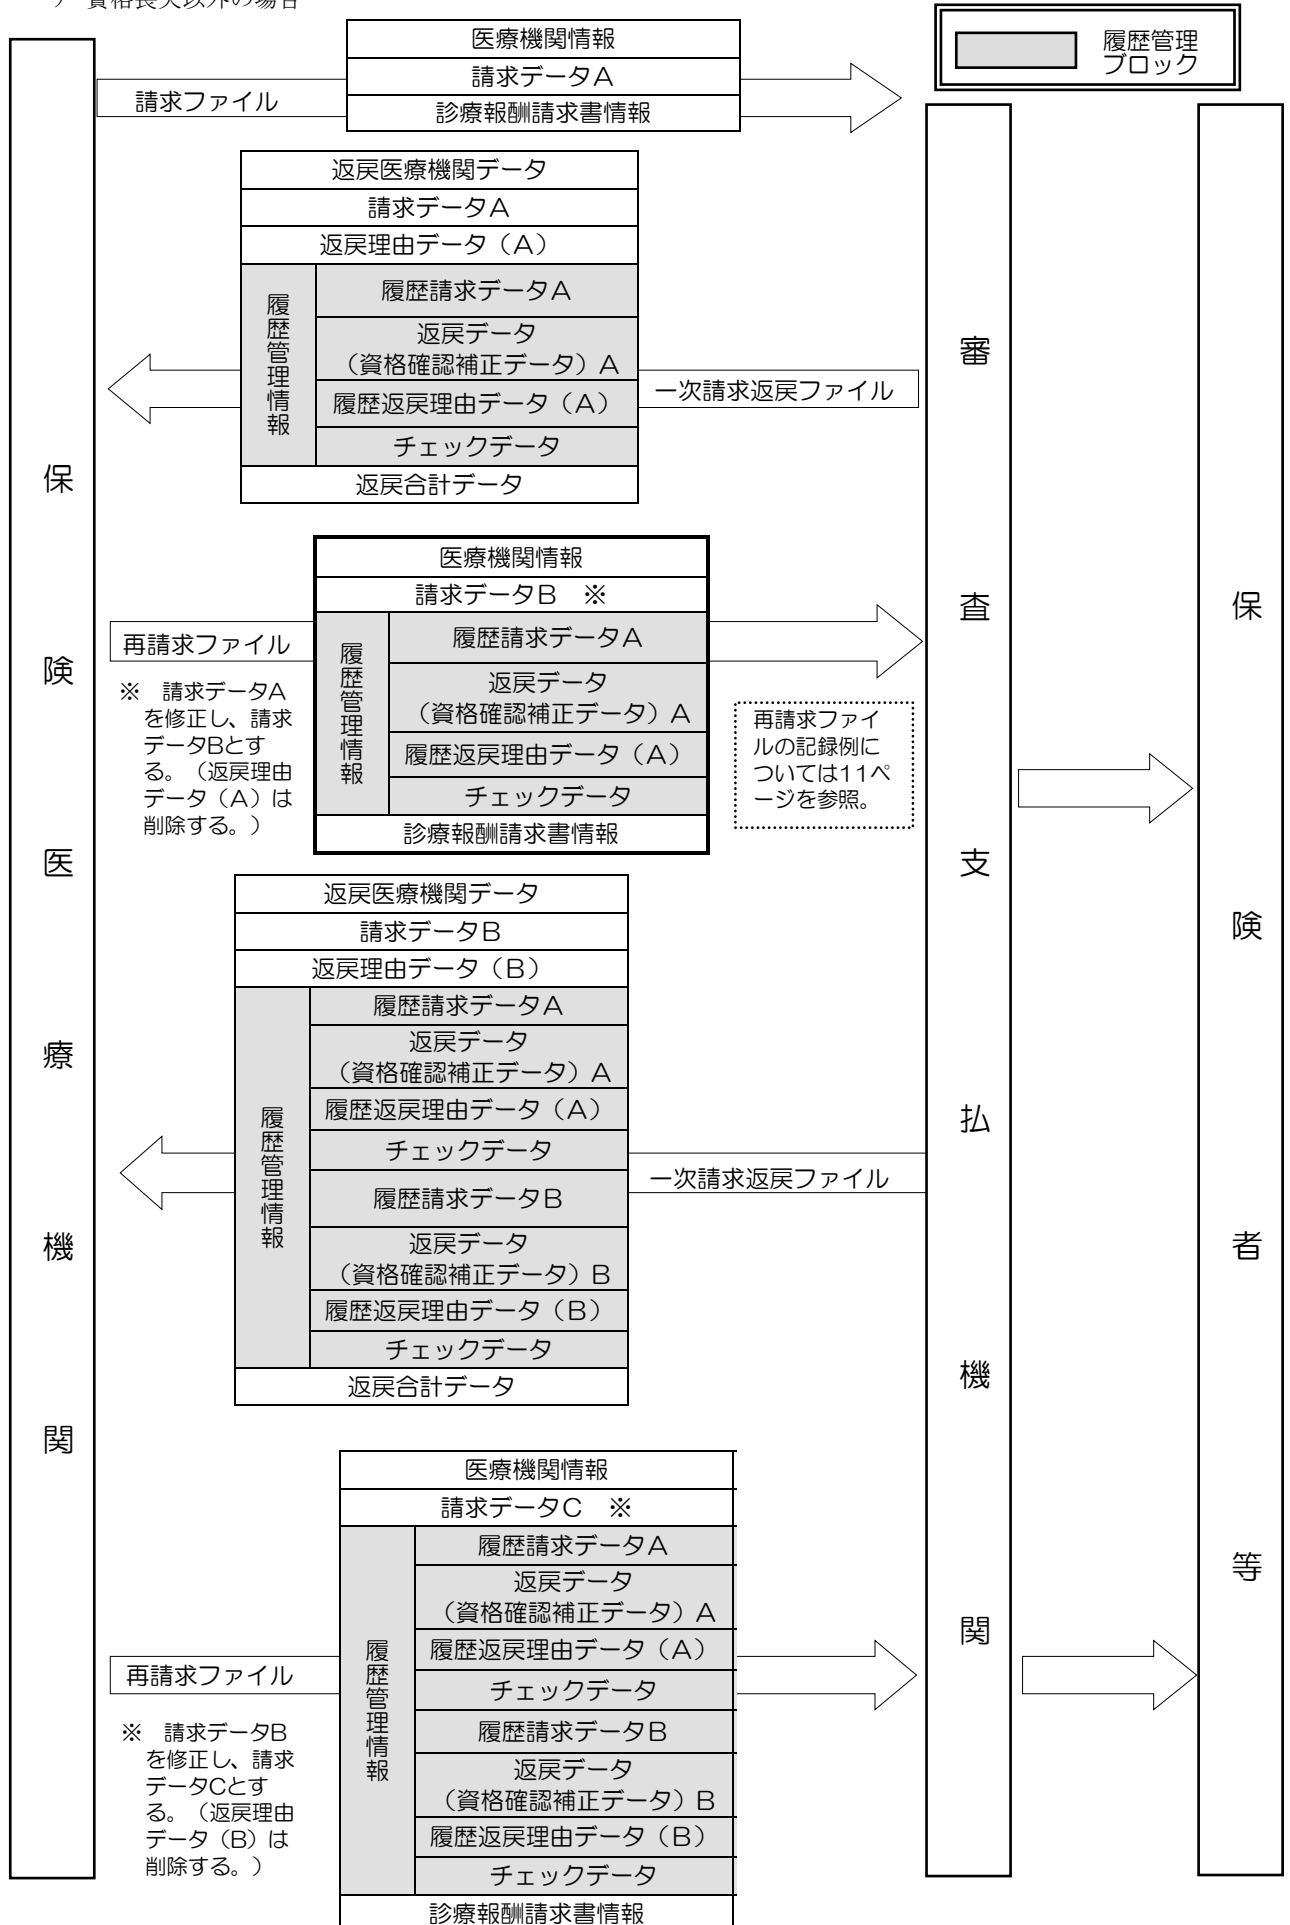 資格喪失以外の場合
履歴管理
ブロック
医療機関情報
請求データA
診療報酬請求書情報
請求ファイル
返戻医療機関データ
請求データA
返戻理由データ（A）
履歴管理情報
履歴請求データA
返戻データ
（資格確認補正データ）A
履歴返戻理由データ（A）
チェックデータ
返戻合計データ
一次請求返戻ファイル
医療機関情報
請求データB　※
履歴管理情報
履歴請求データA
返戻データ
（資格確認補正データ）A
履歴返戻理由データ（A）
チェックデータ
診療報酬請求書情報
再請求ファイル
※　請求データA
を修正し、請求
データBとす
る。（返戻理由
データ（A）は
削除する。）
再請求ファイ
ルの記録例に
ついては11ペ
ージを参照。
返戻医療機関データ
請求データB
返戻理由データ（B）
履歴管理情報
履歴請求データA
返戻データ
（資格確認補正データ）A
履歴返戻理由データ（A）
チェックデータ
履歴請求データB
返戻データ
（資格確認補正データ）B
履歴返戻理由データ（B）
チェックデータ
返戻合計データ
一次請求返戻ファイル
医療機関情報
請求データC　※
履歴管理情報
履歴請求データA
返戻データ
（資格確認補正データ）A
履歴返戻理由データ（A）
チェックデータ
履歴請求データB
返戻データ
（資格確認補正データ）B
履歴返戻理由データ（B）
チェックデータ
診療報酬請求書情報
再請求ファイル
※　請求データB
を修正し、請求
データCとす
る。（返戻理由
データ（B）は
削除する。）
保険医療機関
審査支払機関
保険者等